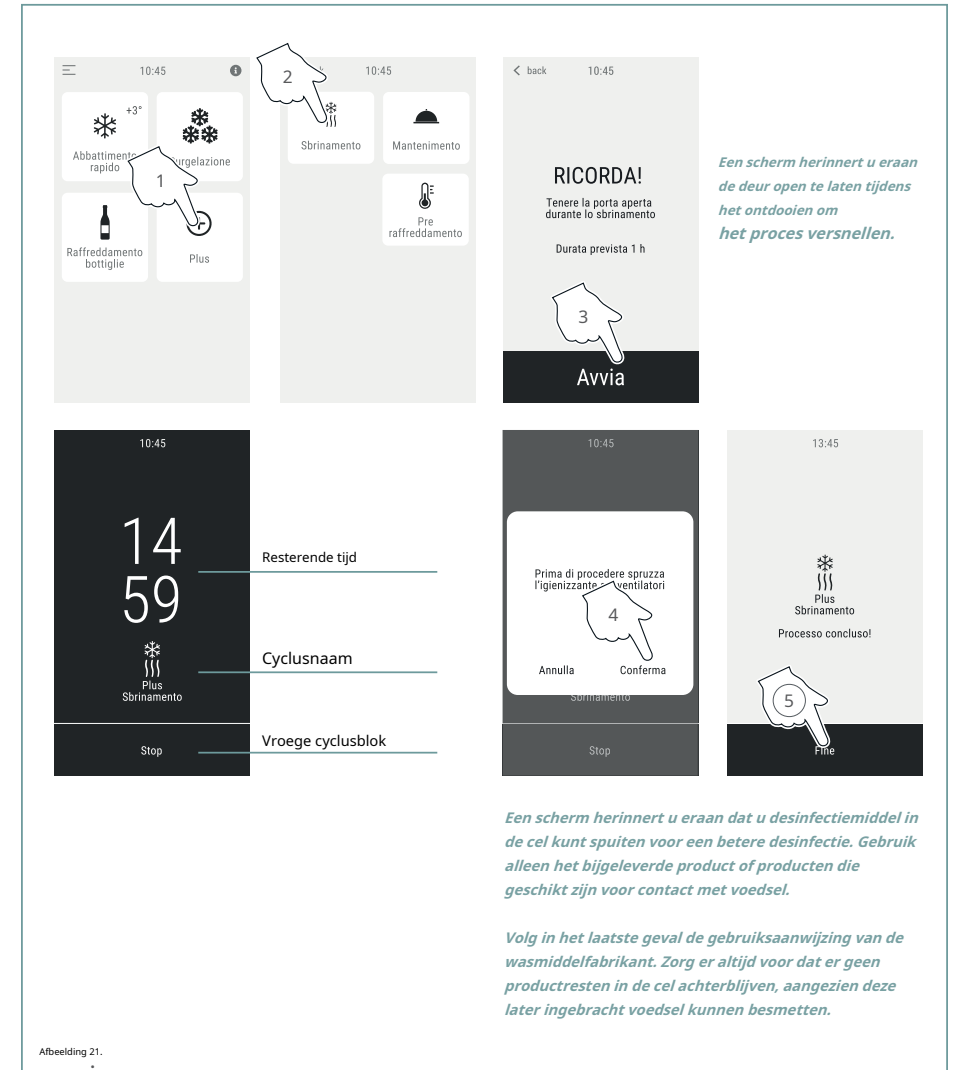 10:45
+3°
Abbattimento
rapido
Surgelazione
1
Raffreddamento
bottiglie
Plus
2
10:45
Sbrinamento
Mantenimento
Pre
raffreddamento
back
10:45
RICORDA!
Tenere la porta aperta
durante lo sbrinamento
Durata prevista 1 h
3
Avvia
Een scherm herinnert u eraan
de deur open te laten tijdens
het ontdooien om
het proces versnellen.
10:45
14
59
Plus
Sbrinamento
Stop
Resterende tijd
Cyclusnaam
Vroege cyclusblok
10:45
Prima di procedere spruzza
l'igienizzante ventilatori
4
Annulla
Conferma
Sbrinamento
Stop
13:45
Plus
Sbrinamento
Processo concluso!
5
Fine
Een scherm herinnert u eraan dat u desinfectiemiddel in
de cel kunt spuiten voor een betere desinfectie. Gebruik
alleen het bijgeleverde product of producten die
geschikt zijn voor contact met voedsel.
Volg in het laatste geval de gebruiksaanwijzing van de
wasmiddelfabrikant. Zorg er altijd voor dat er geen
productresten in de cel achterblijven, aangezien deze
later ingebracht voedsel kunnen besmetten.
Afbeelding 21.